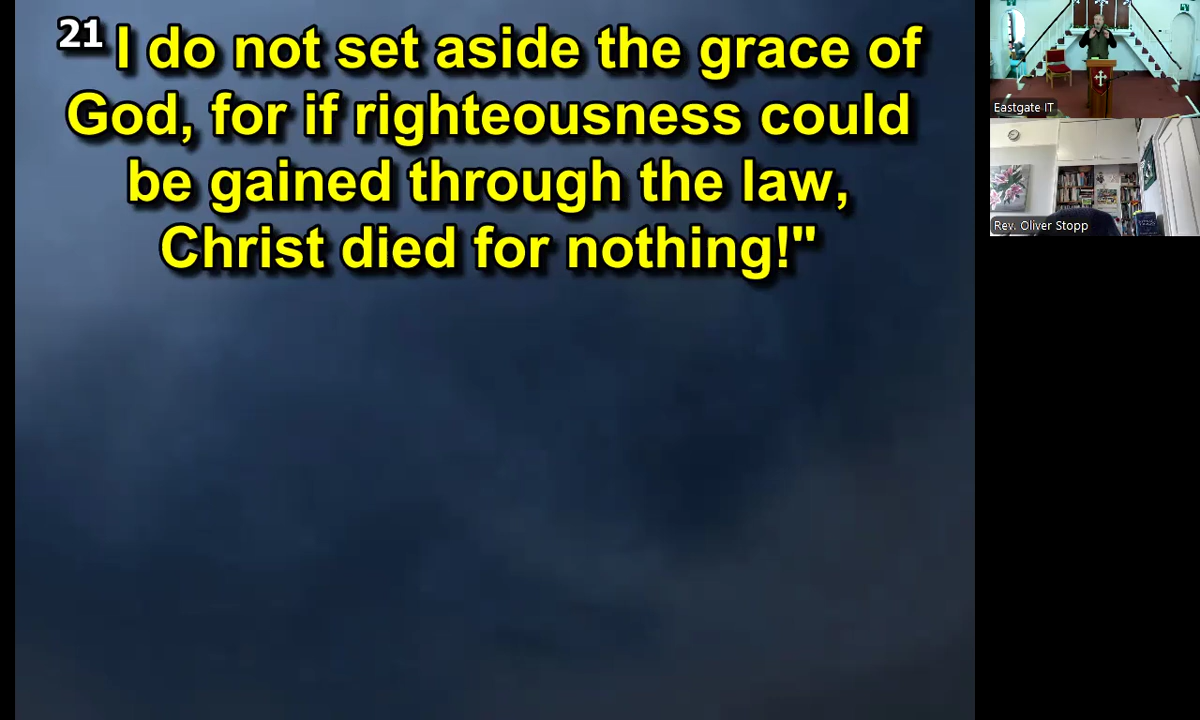 21 I do not set aside the grace of
God, for if righteousness could
be gained through the law,
Christ died for nothing!"
Eastgate IT
Rev. Oliver Stopp